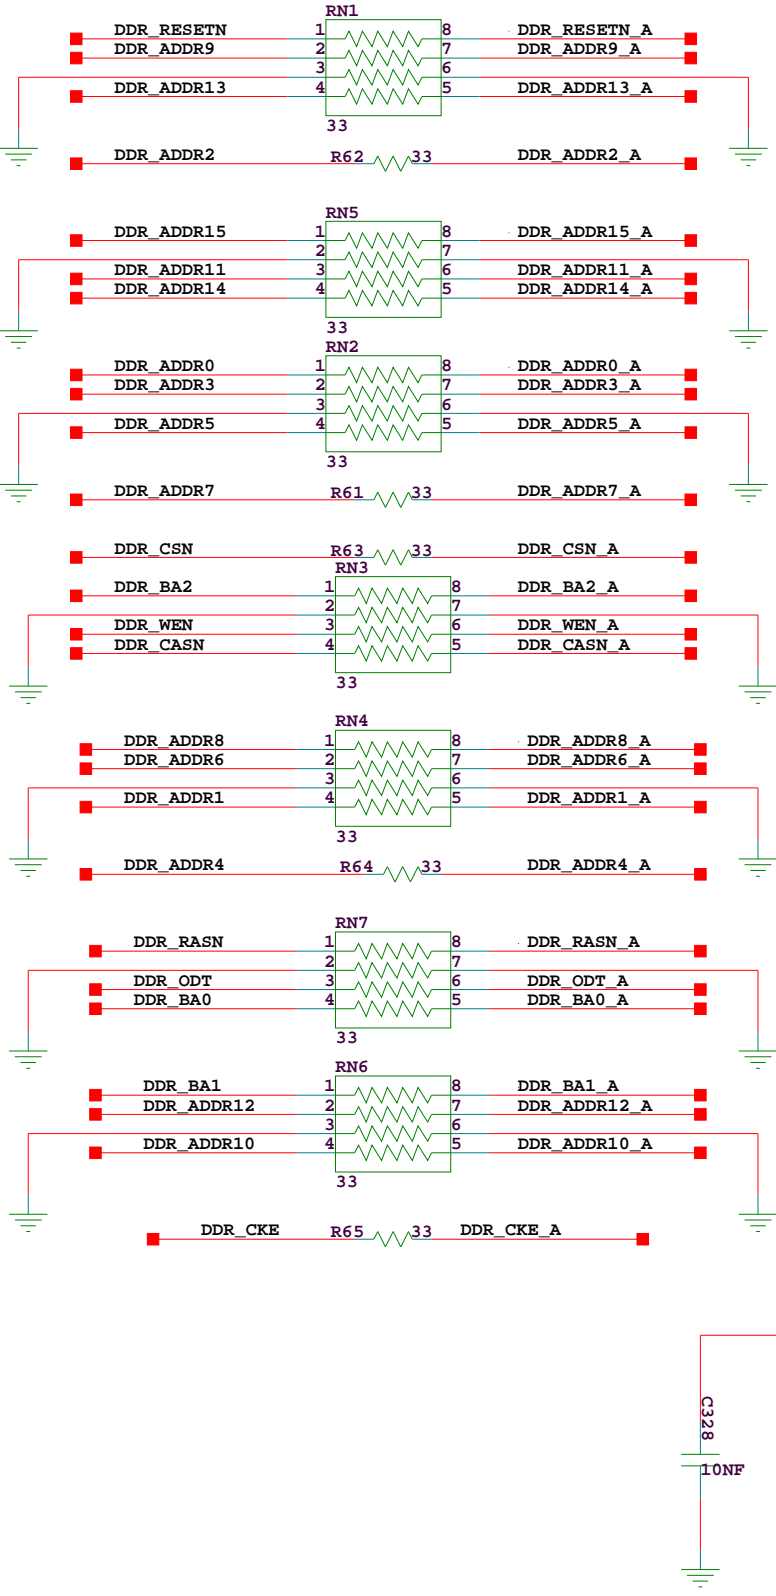 RN1
DDR_RESETN 1 8 DDR_RESETN_A
DDR_ADDR9 2 7 DDR_ADDR9_A
3 6
DDR_ADDR13 4 5 DDR_ADDR13_A
33
DDR_ADDR2 R62 33 DDR_ADDR2_A
RN5
DDR_ADDR15 1 8 DDR_ADDR15_A
2 7
DDR_ADDR11 3 6 DDR_ADDR11_A
DDR_ADDR14 4 5 DDR_ADDR14_A
33
RN2
DDR_ADDR0 1 8 DDR_ADDR0_A
DDR_ADDR3 2 7 DDR_ADDR3_A
3 6
DDR_ADDR5 4 5 DDR_ADDR5_A
33
DDR_ADDR7 R61 33 DDR_ADDR7_A
DDR_CSN R63 33 DDR_CSN_A
RN3
DDR_BA2 1 8 DDR_BA2_A
2 7
DDR_WEN 3 6 DDR_WEN_A
DDR_CASN 4 5 DDR_CASN_A
33
RN4
DDR_ADDR8 1 8 DDR_ADDR8_A
DDR_ADDR6 2 7 DDR_ADDR6_A
3 6
DDR_ADDR1 4 5 DDR_ADDR1_A
33
DDR_ADDR4 R64 33 DDR_ADDR4_A
RN7
DDR_RASN 1 8 DDR_RASN_A
2 7
DDR_ODT 3 6 DDR_ODT_A
DDR_BA0 4 5 DDR_BA0_A
33
RN6
DDR_BA1 1 8 DDR_BA1_A
DDR_ADDR12 2 7 DDR_ADDR12_A
3 6
DDR_ADDR10 4 5 DDR_ADDR10_A
33
DDR_CKE R65 33 DDR_CKE_A
C328
10NF